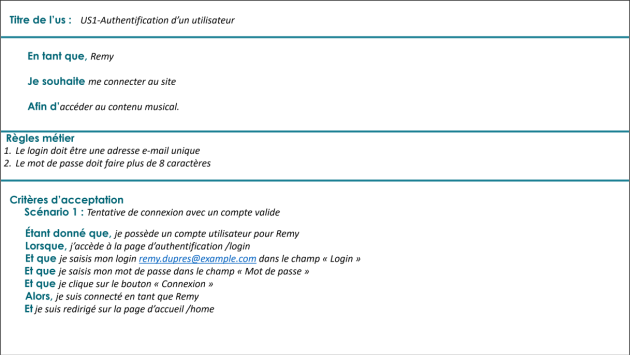 Titre de l'us : US1-Authentification d'un utilisateur
En tant que, Remy
Je souhaite me connecter au site
Afin d'accéder au contenu musical.
Règles métier
1. Le login doit être une adresse e-mail unique
2. Le mot de passe doit faire plus de 8 caractères
Critères d'acceptation
Scénario 1 : Tentative de connexion avec un compte valide
Étant donné que, je possède un compte utilisateur pour Remy
Lorsque, j'accède à la page d'authentification /login
Et que je saisis mon login remy.dupres@example.com dans le champ « Login »
Et que je saisis mon mot de passe dans le champ « Mot de passe »
Et que je clique sur le bouton « Connexion »
Alors, je suis connecté en tant que Remy
Et je suis redirigé sur la page d'accueil /home